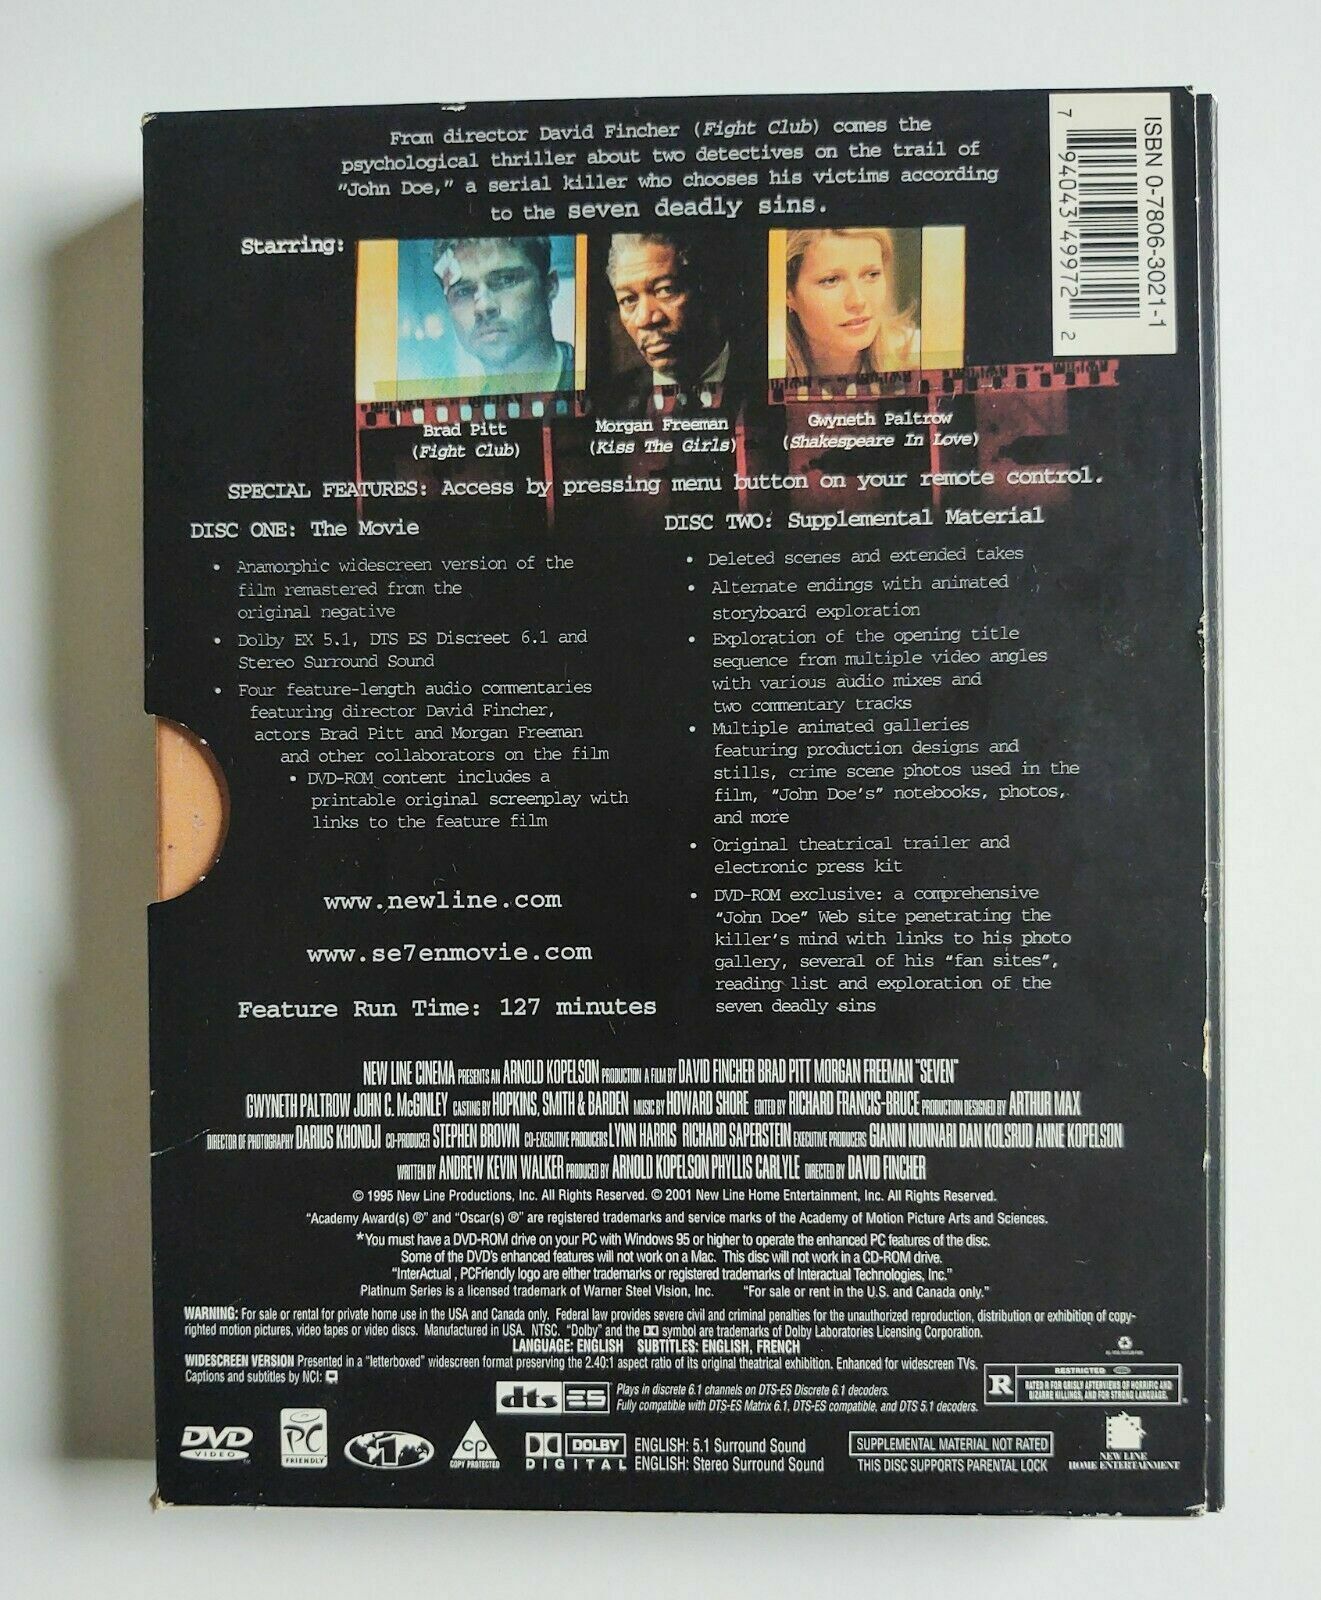 From director David Fincher (Fight Club) comes the
psychological thriller about two detectives on the trail of
"John Doe," a serial killer who chooses his victims according
to the seven deadly sins.
ISBN 0-7806-3021-1
7 94043 49972 2
Starring:
Brad Pitt
(Fight Club)
Morgan Freeman
(Kiss The Girls)
Gwyneth Paltrow
(Shakespeare In Love)
SPECIAL FEATURES: Access by pressing menu button on your remote control.
DISC ONE: The Movie
• Anamorphic widescreen version of the
film remastered from the
original negative
• Dolby EX 5.1, DTS ES Discreet 6.1 and
Stereo Surround Sound
• Four feature-length audio commentaries
featuring director David Fincher,
actors Brad Pitt and Morgan Freeman
and other collaborators on the film
• DVD-ROM content includes a
printable original screenplay with
links to the feature film
www.newline.com
www.se7enmovie.com
Feature Run Time: 127 minutes
DISC TWO: Supplemental Material
• Deleted scenes and extended takes
• Alternate endings with animated
storyboard exploration
• Exploration of the opening title
sequence from multiple video angles
with various audio mixes and
two commentary tracks
• Multiple animated galleries
featuring production designs and
stills, crime scene photos used in the
film, "John Doe's" notebooks, photos,
and more
• Original theatrical trailer and
electronic press kit
• DVD-ROM exclusive: a comprehensive
"John Doe" Web site penetrating the
killer's mind with links to his photo
gallery, several of his "fan sites",
reading list and exploration of the
seven deadly sins
NEW LINE CINEMA PRESENTS AN ARNOLD KOPELSON PRODUCTION A FILM BY DAVID FINCHER BRAD PITT MORGAN FREEMAN "SEVEN"
GWYNETH PALTROW JOHN C. McGINLEY CASTING BY HOPKINS, SMITH & BARDEN MUSIC BY HOWARD SHORE EDITED BY RICHARD FRANCIS-BRUCE PRODUCTION DESIGNED BY ARTHUR MAX
DIRECTOR OF PHOTOGRAPHY DARIUS KHONDJI CO-PRODUCER STEPHEN BROWN CO-EXECUTIVE PRODUCERS LYNN HARRIS RICHARD SAPERSTEIN EXECUTIVE PRODUCERS GIANNI NUNNARI DAN KOLSRUD ANNE KOPELSON
WRITTEN BY ANDREW KEVIN WALKER PRODUCED BY ARNOLD KOPELSON PHYLLIS CARLYLE DIRECTED BY DAVID FINCHER
© 1995 New Line Productions, Inc. All Rights Reserved. © 2001 New Line Home Entertainment, Inc. All Rights Reserved.
"Academy Award(s) ®" and "Oscar(s) ®" are registered trademarks and service marks of the Academy of Motion Picture Arts and Sciences.
*You must have a DVD-ROM drive on your PC with Windows 95 or higher to operate the enhanced PC features of the disc.
Some of the DVD's enhanced features will not work on a Mac. This disc will not work in a CD-ROM drive.
"InterActual , PCFriendly logo are either trademarks or registered trademarks of Interactual Technologies, Inc."
Platinum Series is a licensed trademark of Warner Steel Vision, Inc. "For sale or rent in the U.S. and Canada only."
WARNING: For sale or rental for private home use in the USA and Canada only. Federal law provides severe civil and criminal penalties for the unauthorized reproduction, distribution or exhibition of copy-
righted motion pictures, video tapes or video discs. Manufactured in USA. NTSC. "Dolby" and the DD symbol are trademarks of Dolby Laboratories Licensing Corporation.
LANGUAGE: ENGLISH SUBTITLES: ENGLISH, FRENCH
WIDESCREEN VERSION Presented in a "letterboxed" widescreen format preserving the 2.40:1 aspect ratio of its original theatrical exhibition. Enhanced for widescreen TVs.
Captions and subtitles by NCI:
dts ES
Plays in discrete 6.1 channels on DTS-ES Discrete 6.1 decoders.
Fully compatible with DTS-ES Matrix 6.1, DTS-ES compatible, and DTS 5.1 decoders.
R
RESTRICTED
RATED R FOR GRISLY AFTERVIEWS OF HORRIFIC AND
BIZARRE KILLINGS, AND FOR STRONG LANGUAGE.
DVD
VIDEO
PC
FRIENDLY
1
CP
COPY PROTECTED
DOLBY
DIGITAL
ENGLISH: 5.1 Surround Sound
ENGLISH: Stereo Surround Sound
SUPPLEMENTAL MATERIAL NOT RATED
THIS DISC SUPPORTS PARENTAL LOCK
NEW LINE
HOME ENTERTAINMENT